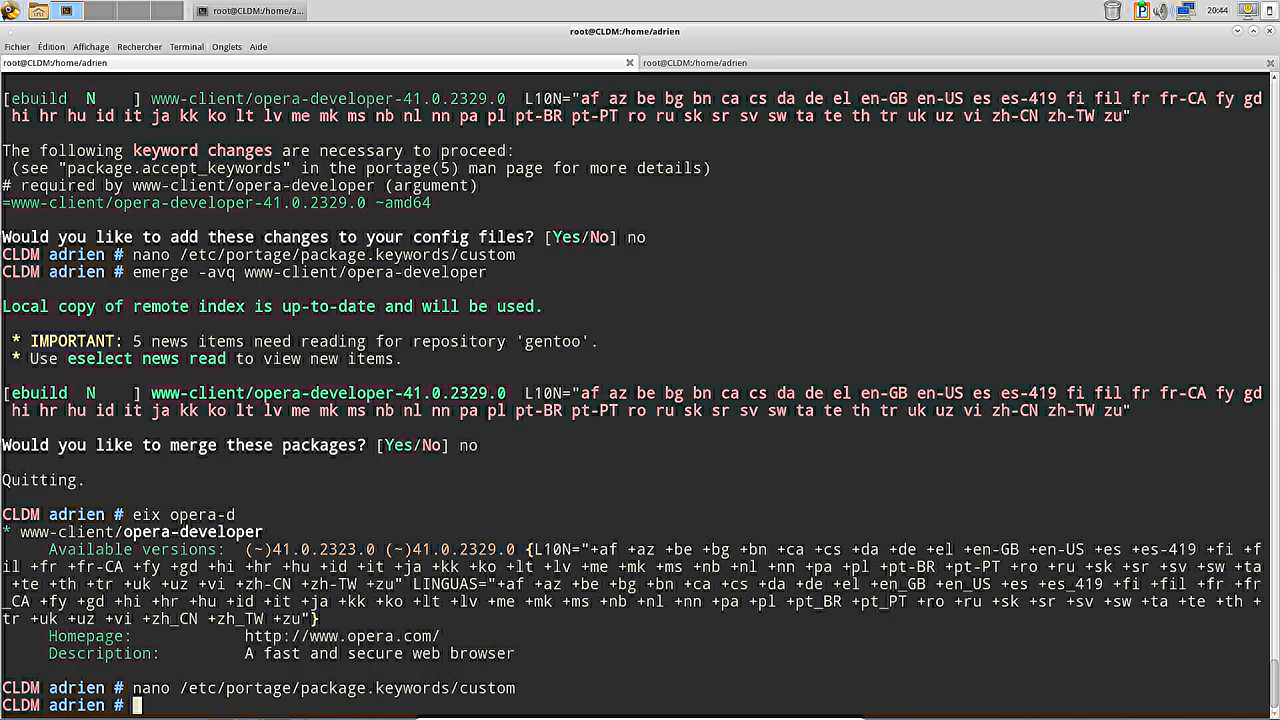 root@CLDM:/home/a...
20:44
root@CLDM:/home/adrien
Fichier Édition Affichage Rechercher Terminal Onglets Aide
root@CLDM:/home/adrien root@CLDM:/home/adrien
[ebuild  N    ] www-client/opera-developer-41.0.2329.0  L10N="af az be bg bn ca cs da de el en-GB en-US es es-419 fi fil fr fr-CA fy gd
hi hr hu id it ja kk ko lt lv me mk ms nb nl nn pa pl pt-BR pt-PT ro ru sk sr sv sw ta te th tr uk uz vi zh-CN zh-TW zu"
The following keyword changes are necessary to proceed:
(see "package.accept_keywords" in the portage(5) man page for more details)
# required by www-client/opera-developer (argument)
=www-client/opera-developer-41.0.2329.0 ~amd64
Would you like to add these changes to your config files? [Yes/No] no
CLDM adrien # nano /etc/portage/package.keywords/custom
CLDM adrien # emerge -avq www-client/opera-developer
Local copy of remote index is up-to-date and will be used.
* IMPORTANT: 5 news items need reading for repository 'gentoo'.
* Use eselect news read to view new items.
[ebuild  N    ] www-client/opera-developer-41.0.2329.0  L10N="af az be bg bn ca cs da de el en-GB en-US es es-419 fi fil fr fr-CA fy gd
hi hr hu id it ja kk ko lt lv me mk ms nb nl nn pa pl pt-BR pt-PT ro ru sk sr sv sw ta te th tr uk uz vi zh-CN zh-TW zu"
Would you like to merge these packages? [Yes/No] no
Quitting.
CLDM adrien # eix opera-d
* www-client/opera-developer
Available versions:  (~)41.0.2323.0 (~)41.0.2329.0 {L10N="+af +az +be +bg +bn +ca +cs +da +de +el +en-GB +en-US +es +es-419 +fi +f
il +fr +fr-CA +fy +gd +hi +hr +hu +id +it +ja +kk +ko +lt +lv +me +mk +ms +nb +nl +nn +pa +pl +pt-BR +pt-PT +ro +ru +sk +sr +sv +sw +ta
+te +th +tr +uk +uz +vi +zh-CN +zh-TW +zu" LINGUAS="+af +az +be +bg +bn +ca +cs +da +de +el +en_GB +en_US +es +es_419 +fi +fil +fr +fr
_CA +fy +gd +hi +hr +hu +id +it +ja +kk +ko +lt +lv +me +mk +ms +nb +nl +nn +pa +pl +pt_BR +pt_PT +ro +ru +sk +sr +sv +sw +ta +te +th +
tr +uk +uz +vi +zh_CN +zh_TW +zu"}
Homepage:            http://www.opera.com/
Description:         A fast and secure web browser
CLDM adrien # nano /etc/portage/package.keywords/custom
CLDM adrien #